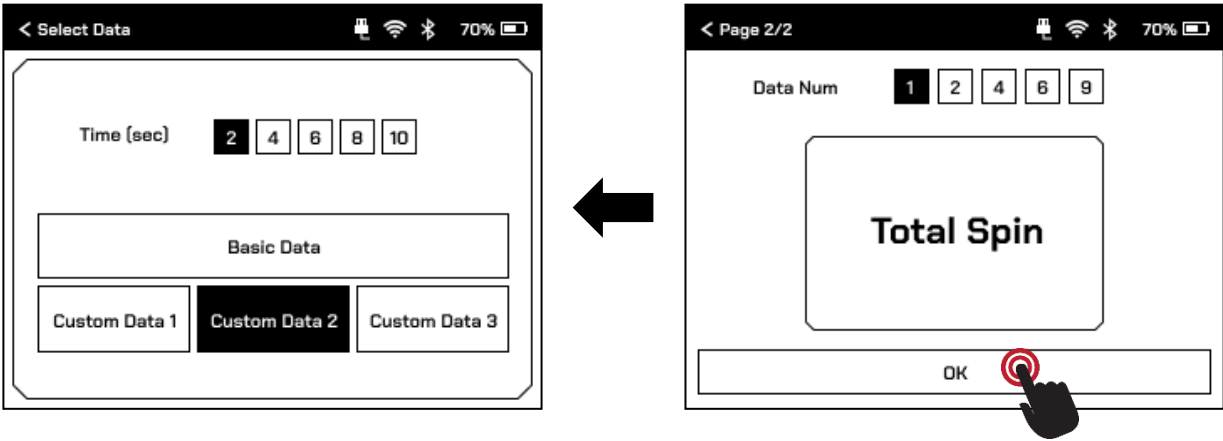 < Select Data 70%
Time (sec) 2 4 6 8 10
Basic Data
Custom Data 1 Custom Data 2 Custom Data 3
< Page 2/2 70%
Data Num 1 2 4 6 9
Total Spin
OK